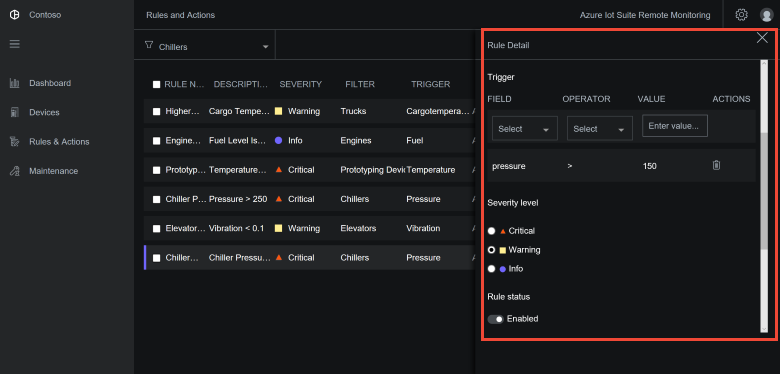 Contoso
Rules and Actions
Azure Iot Suite Remote Monitoring
Dashboard
Devices
Rules & Actions
Maintenance
Chillers
RULE N... DESCRIPTI... SEVERITY FILTER TRIGGER
Higher... Cargo Tempe... Warning Trucks Cargotempera...
Engine... Fuel Level Is... Info Engines Fuel
Prototyp... Temperature... Critical Prototyping Devic Temperature
Chiller P... Pressure > 250 Critical Chillers Pressure
Elevator... Vibration < 0.1 Warning Elevators Vibration
Chiller... Chiller Pressu... Critical Chillers Pressure
Rule Detail
Trigger
FIELD OPERATOR VALUE ACTIONS
Select Select Enter value...
pressure > 150
Severity level
Critical
Warning
Info
Rule status
Enabled